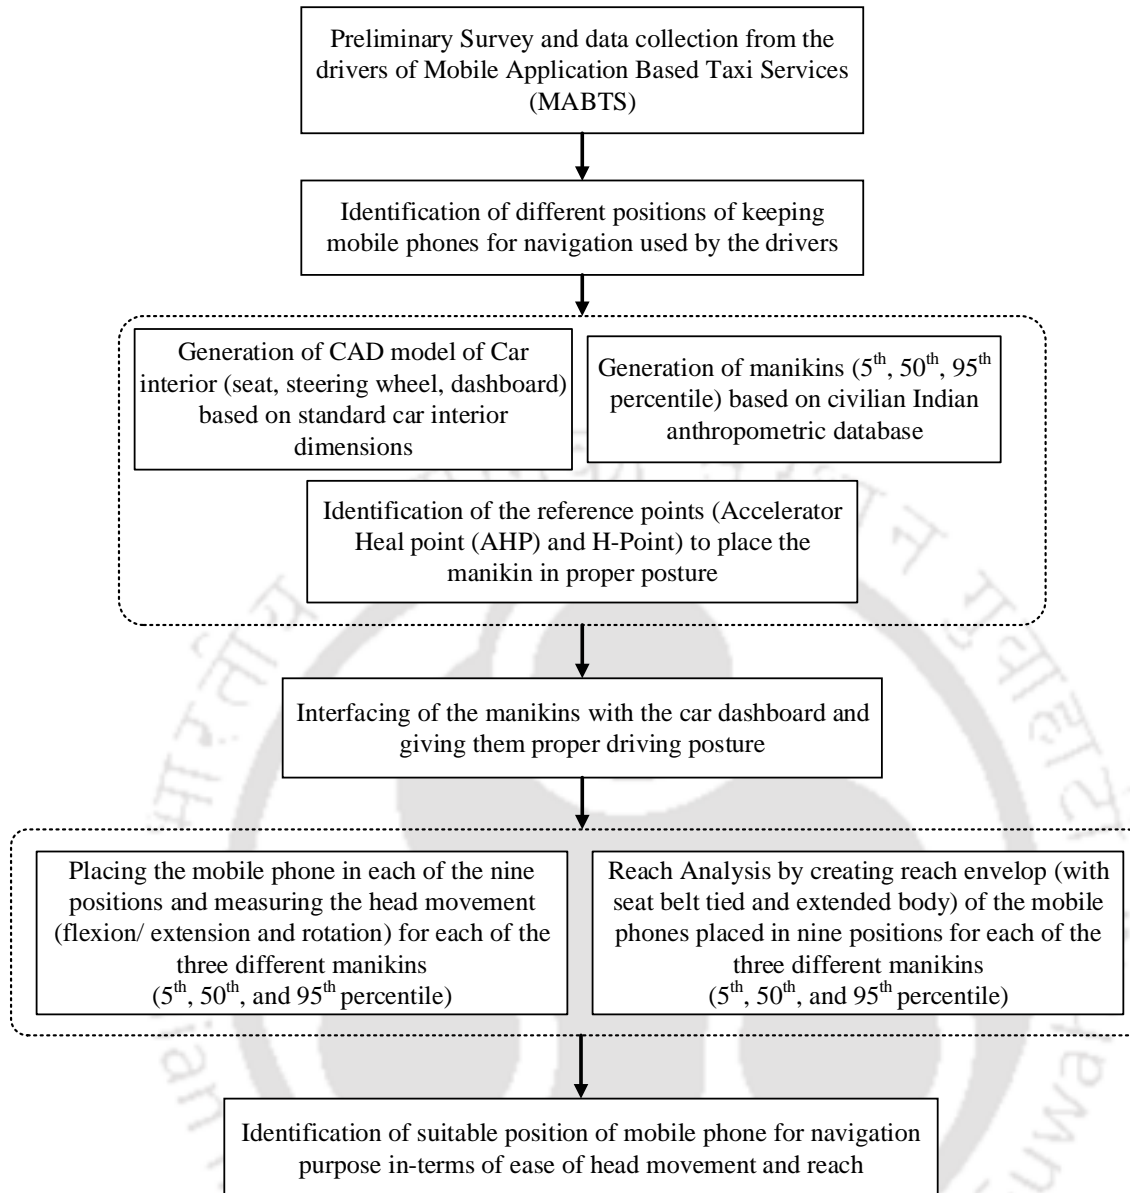 Preliminary Survey and data collection from the
drivers of Mobile Application Based Taxi Services
(MABTS)
Identification of different positions of keeping
mobile phones for navigation used by the drivers
Generation of CAD model of Car
interior (seat, steering wheel, dashboard)
based on standard car interior
dimensions
Generation of manikins (5th, 50th, 95th
percentile) based on civilian Indian
anthropometric database
Identification of the reference points (Accelerator
Heal point (AHP) and H-Point) to place the
manikin in proper posture
Interfacing of the manikins with the car dashboard and
giving them proper driving posture
Placing the mobile phone in each of the nine
positions and measuring the head movement
(flexion/ extension and rotation) for each of the
three different manikins
(5th, 50th, and 95th percentile)
Reach Analysis by creating reach envelop (with
seat belt tied and extended body) of the mobile
phones placed in nine positions for each of the
three different manikins
(5th, 50th, and 95th percentile)
Identification of suitable position of mobile phone for navigation
purpose in-terms of ease of head movement and reach